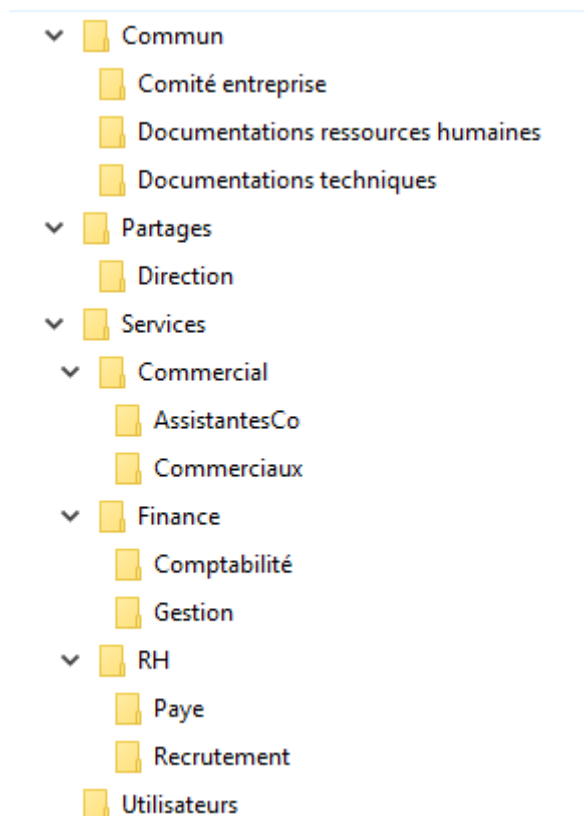 Commun
Comité entreprise
Documentations ressources humaines
Documentations techniques
Partages
Direction
Services
Commercial
AssistantesCo
Commerciaux
Finance
Comptabilité
Gestion
RH
Paye
Recrutement
Utilisateurs